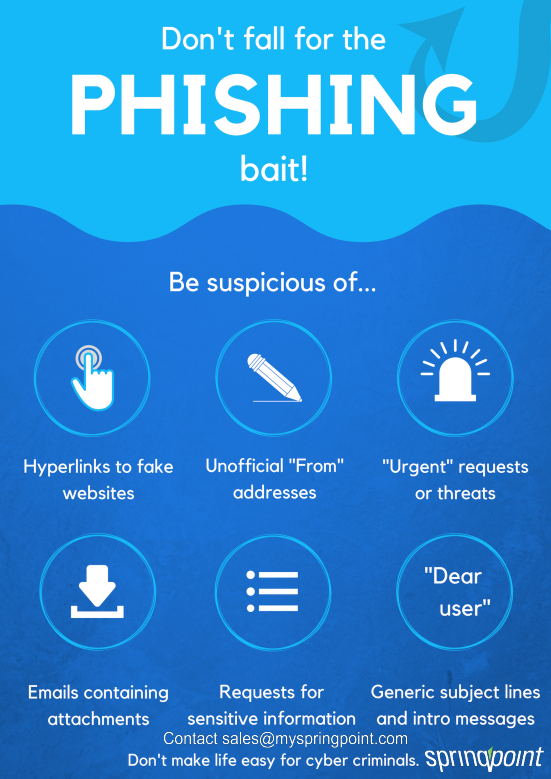 Don't fall for the
PHISHING
bait!
Be suspicious of...
Hyperlinks to fake
websites
Unofficial "From"
addresses
"Urgent" requests
or threats
"Dear
user"
Emails containing
attachments
Requests for
sensitive information
Generic subject lines
and intro messages
Contact sales@myspringpoint.com
Don't make life easy for cyber criminals.
springpoint